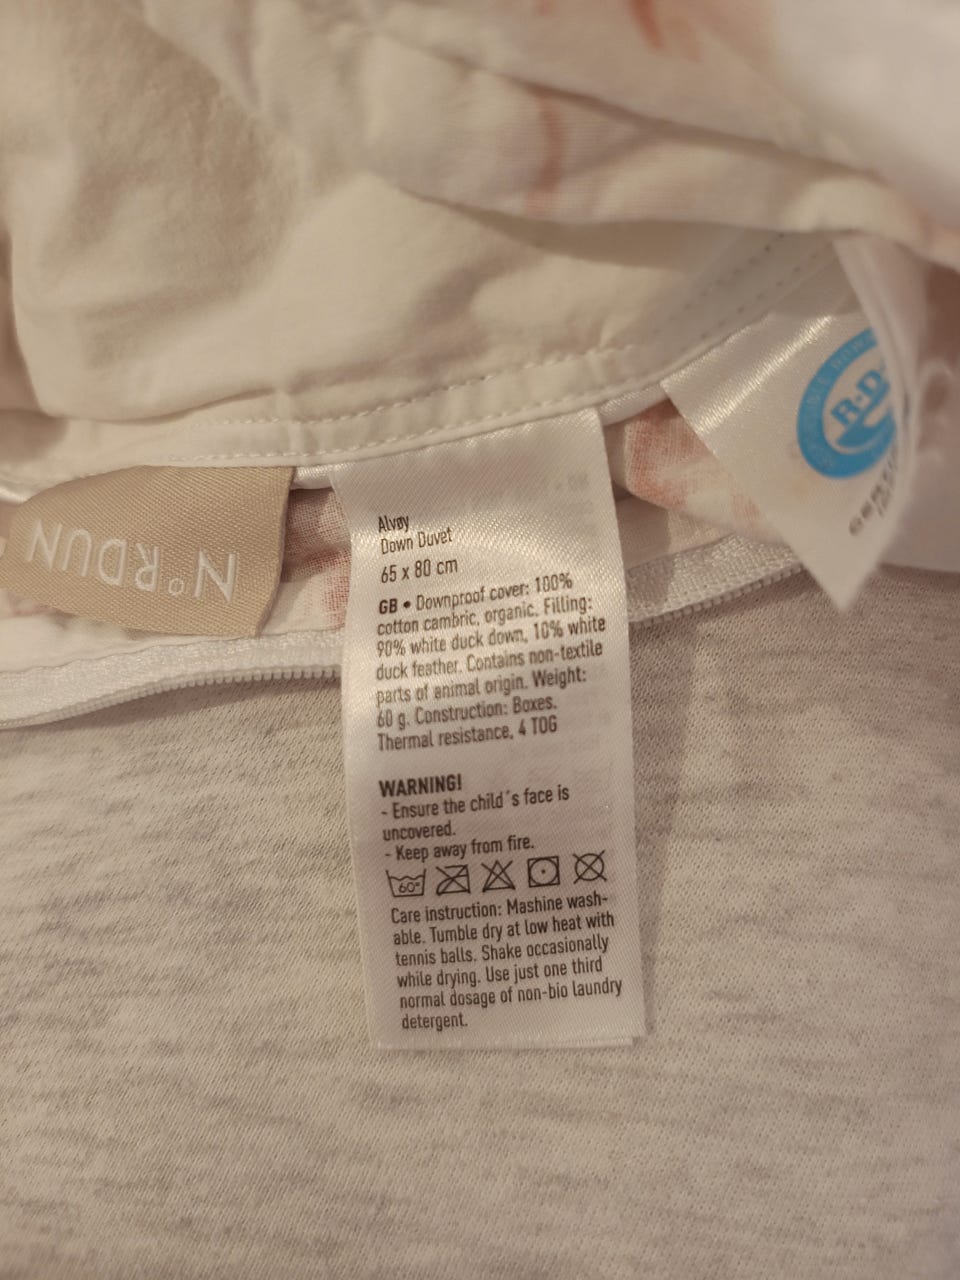 Alvøy
Down Duvet
65 x 80 cm
GB • Downproof cover: 100%
cotton cambric, organic. Filling:
90% white duck down, 10% white
duck feather. Contains non-textile
parts of animal origin. Weight:
60 g. Construction: Boxes.
Thermal resistance, 4 TOG
WARNING!
- Ensure the child´s face is
uncovered.
- Keep away from fire.
60°
Care instruction: Mashine wash-
able. Tumble dry at low heat with
tennis balls. Shake occasionally
while drying. Use just one third
normal dosage of non-bio laundry
detergent.
N°RDUN
R·D